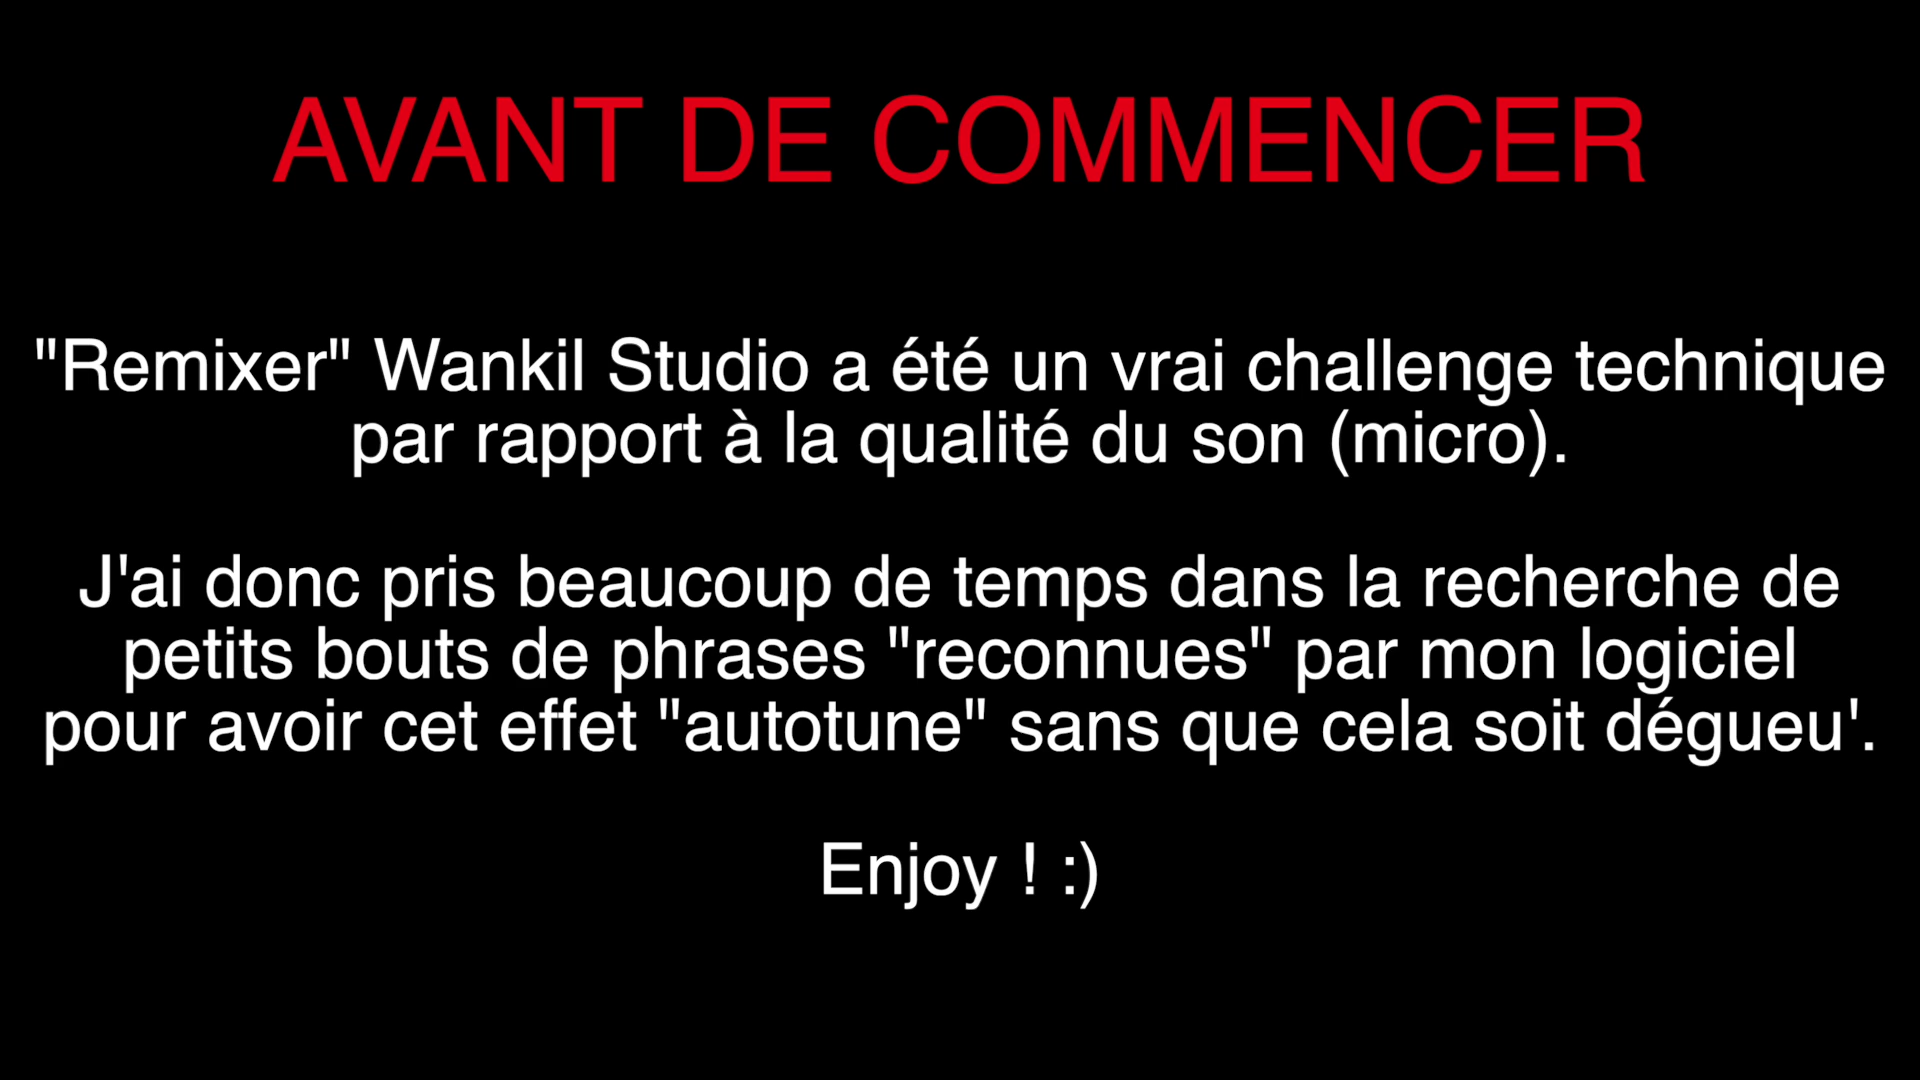 AVANT DE COMMENCER
"Remixer" Wankil Studio a été un vrai challenge technique
par rapport à la qualité du son (micro).
J'ai donc pris beaucoup de temps dans la recherche de
petits bouts de phrases "reconnues" par mon logiciel
pour avoir cet effet "autotune" sans que cela soit dégueu'.
Enjoy ! :)